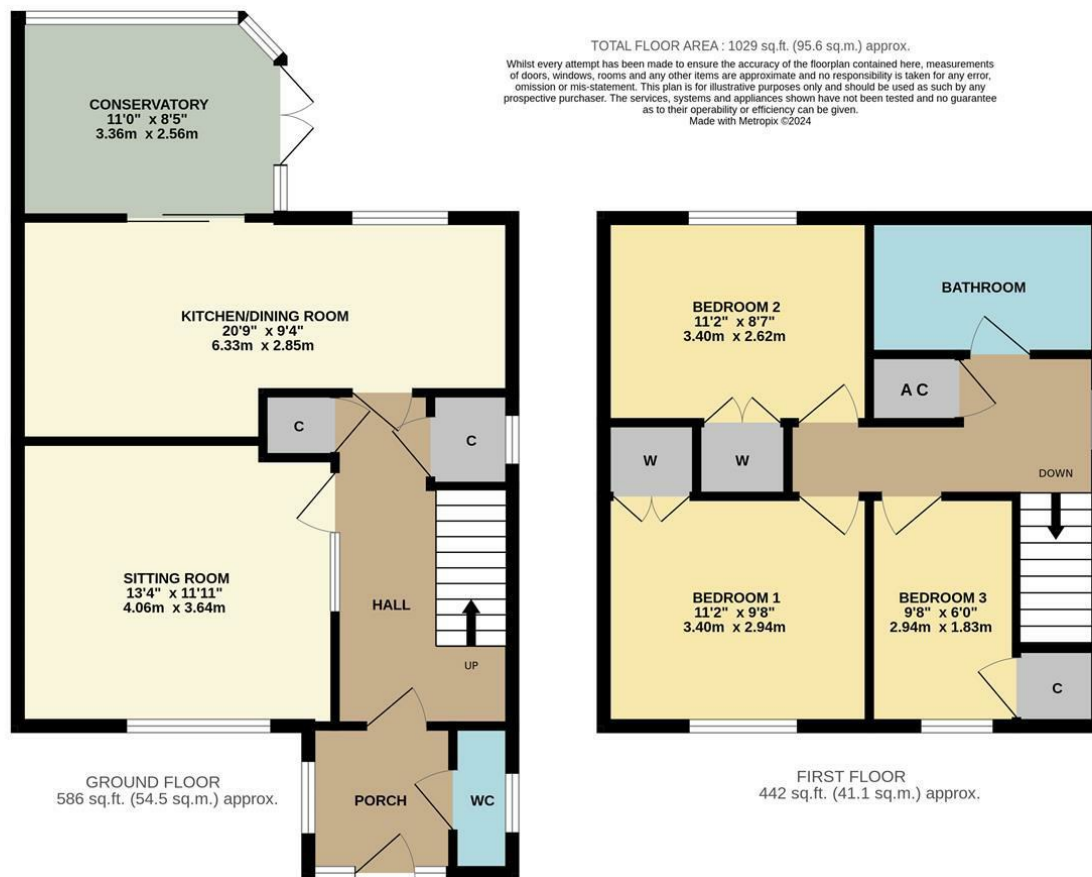 TOTAL FLOOR AREA : 1029 sq.ft. (95.6 sq.m.) approx.
Whilst every attempt has been made to ensure the accuracy of the floorplan contained here, measurements
of doors, windows, rooms and any other items are approximate and no responsibility is taken for any error,
omission or mis-statement. This plan is for illustrative purposes only and should be used as such by any
prospective purchaser. The services, systems and appliances shown have not been tested and no guarantee
as to their operability or efficiency can be given.
Made with Metropix ©2024
CONSERVATORY
11'0" x 8'5"
3.36m x 2.56m
KITCHEN/DINING ROOM
20'9" x 9'4"
6.33m x 2.85m
C
C
SITTING ROOM
13'4" x 11'11"
4.06m x 3.64m
HALL
UP
PORCH
WC
GROUND FLOOR
586 sq.ft. (54.5 sq.m.) approx.
BEDROOM 2
11'2" x 8'7"
3.40m x 2.62m
BATHROOM
A C
W
W
DOWN
BEDROOM 1
11'2" x 9'8"
3.40m x 2.94m
BEDROOM 3
9'8" x 6'0"
2.94m x 1.83m
C
FIRST FLOOR
442 sq.ft. (41.1 sq.m.) approx.